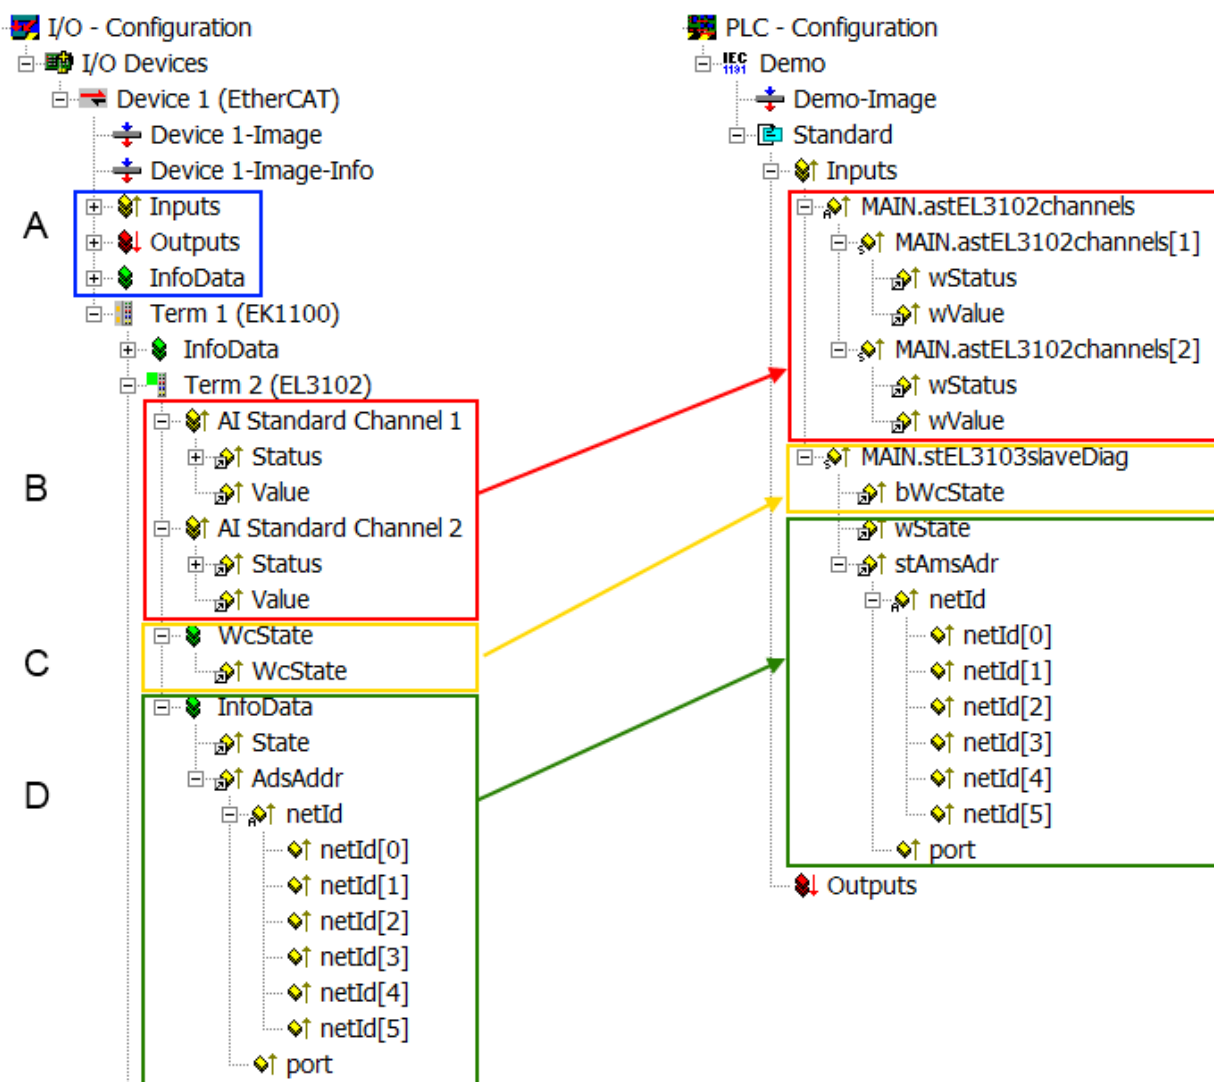 I/O - Configuration
I/O Devices
Device 1 (EtherCAT)
Device 1-Image
Device 1-Image-Info
A
Inputs
Outputs
InfoData
Term 1 (EK1100)
InfoData
Term 2 (EL3102)
B
AI Standard Channel 1
Status
Value
AI Standard Channel 2
Status
Value
C
WcState
WcState
D
InfoData
State
AdsAddr
netId
netId[0]
netId[1]
netId[2]
netId[3]
netId[4]
netId[5]
port
PLC - Configuration
IEC
1131
Demo
Demo-Image
Standard
Inputs
MAIN.astEL3102channels
MAIN.astEL3102channels[1]
wStatus
wValue
MAIN.astEL3102channels[2]
wStatus
wValue
MAIN.stEL3103slaveDiag
bWcState
wState
stAmsAdr
netId
netId[0]
netId[1]
netId[2]
netId[3]
netId[4]
netId[5]
port
Outputs